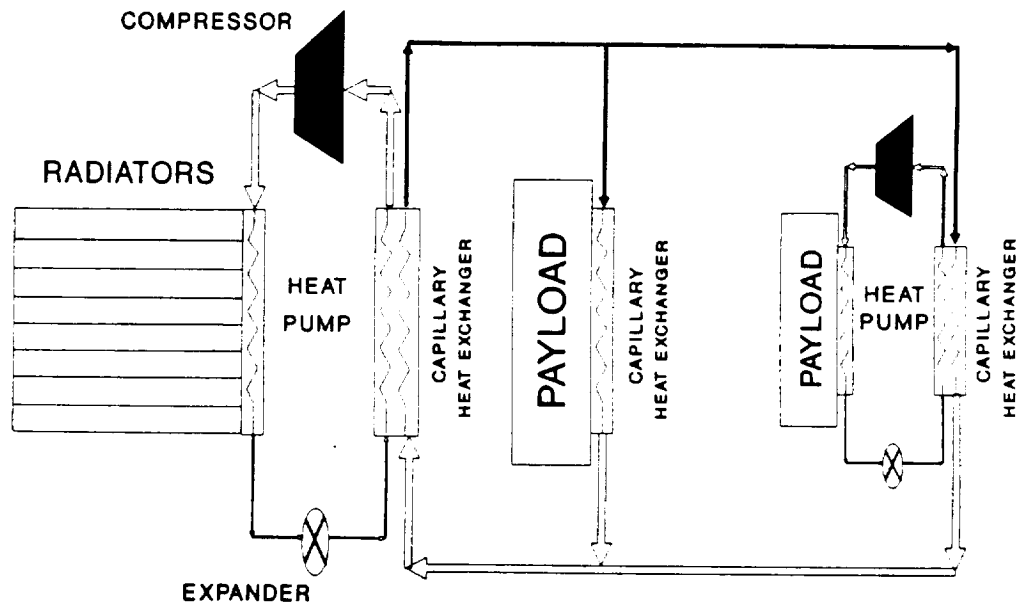 COMPRESSOR
RADIATORS
HEAT
PUMP
CAPILLARY
HEAT EXCHANGER
PAYLOAD
CAPILLARY
HEAT EXCHANGER
PAYLOAD
HEAT
PUMP
CAPILLARY
HEAT EXCHANGER
EXPANDER